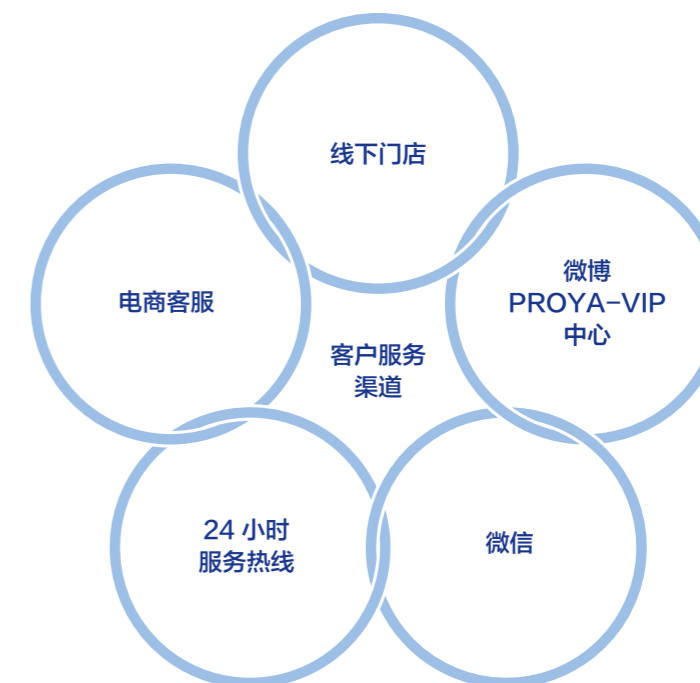 线下门店
电商客服
微博
PROYA-VIP
中心
客户服务
渠道
24 小时
服务热线
微信